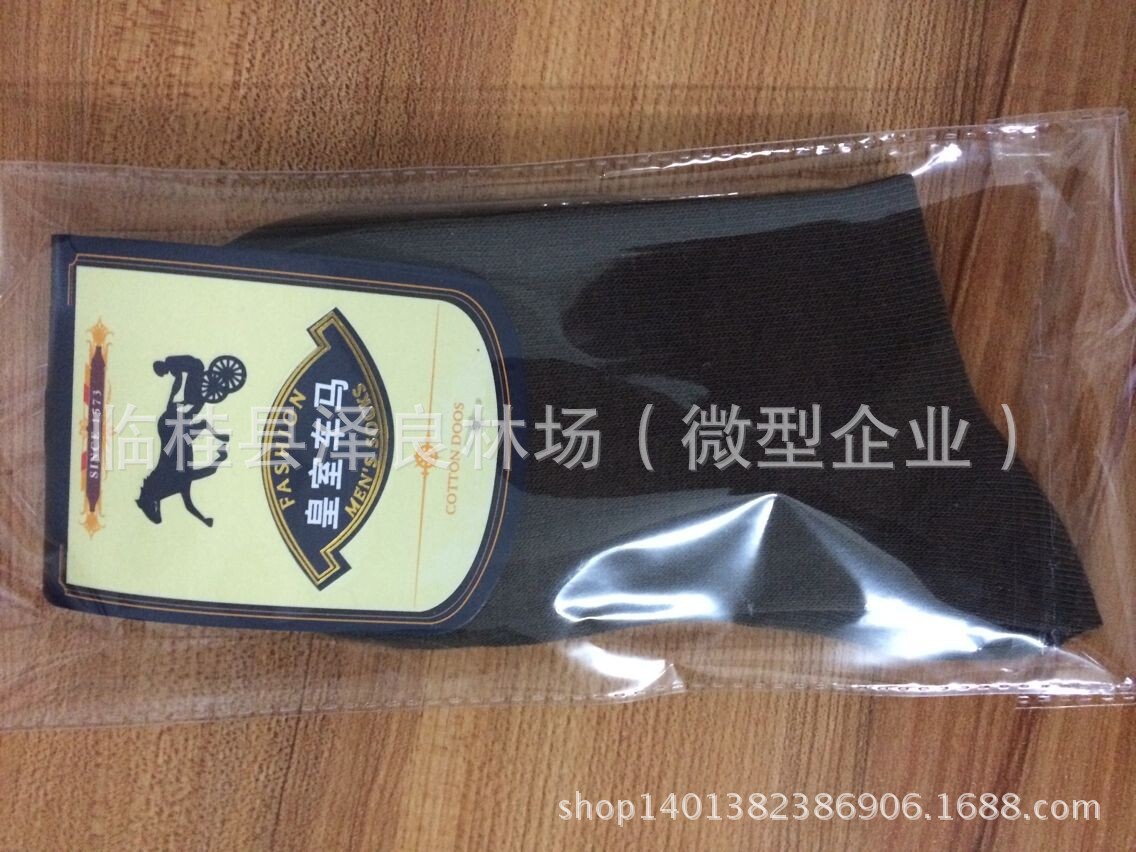 SINCE 1673
FASHION
皇室车马
MEN'S SOCKS
COTTON DOOS
临桂县泽良林场（微型企业）
shop1401382386906.1688.com